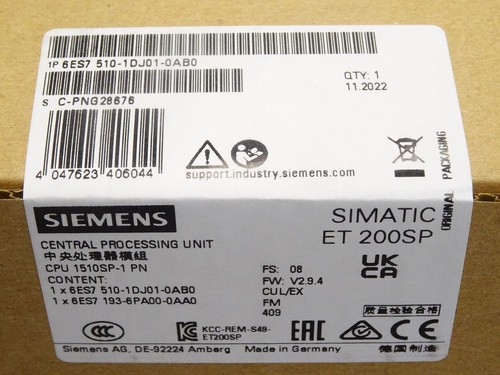 1P 6ES7 510-1DJ01-0AB0
QTY: 1
11.2022
S C-PNG28676
4 047623 406044
support.industry.siemens.com
ORIGINAL PACKAGING
SIEMENS
SIMATIC
ET 200SP
CENTRAL PROCESSING UNIT
中央处理器模组
CPU 1510SP-1 PN
CONTENT:
1 x 6ES7 510-1DJ01-0AB0
1 x 6ES7 193-6PA00-0AA0
FS: 08
FW: V2.9.4
CUL/EX
FM
409
UK
CA
质量检验合格
CCC
KCC-REM-S49-
ET200SP
EAC
CE
Siemens AG, DE-92224 Amberg
Made in Germany
德国制造